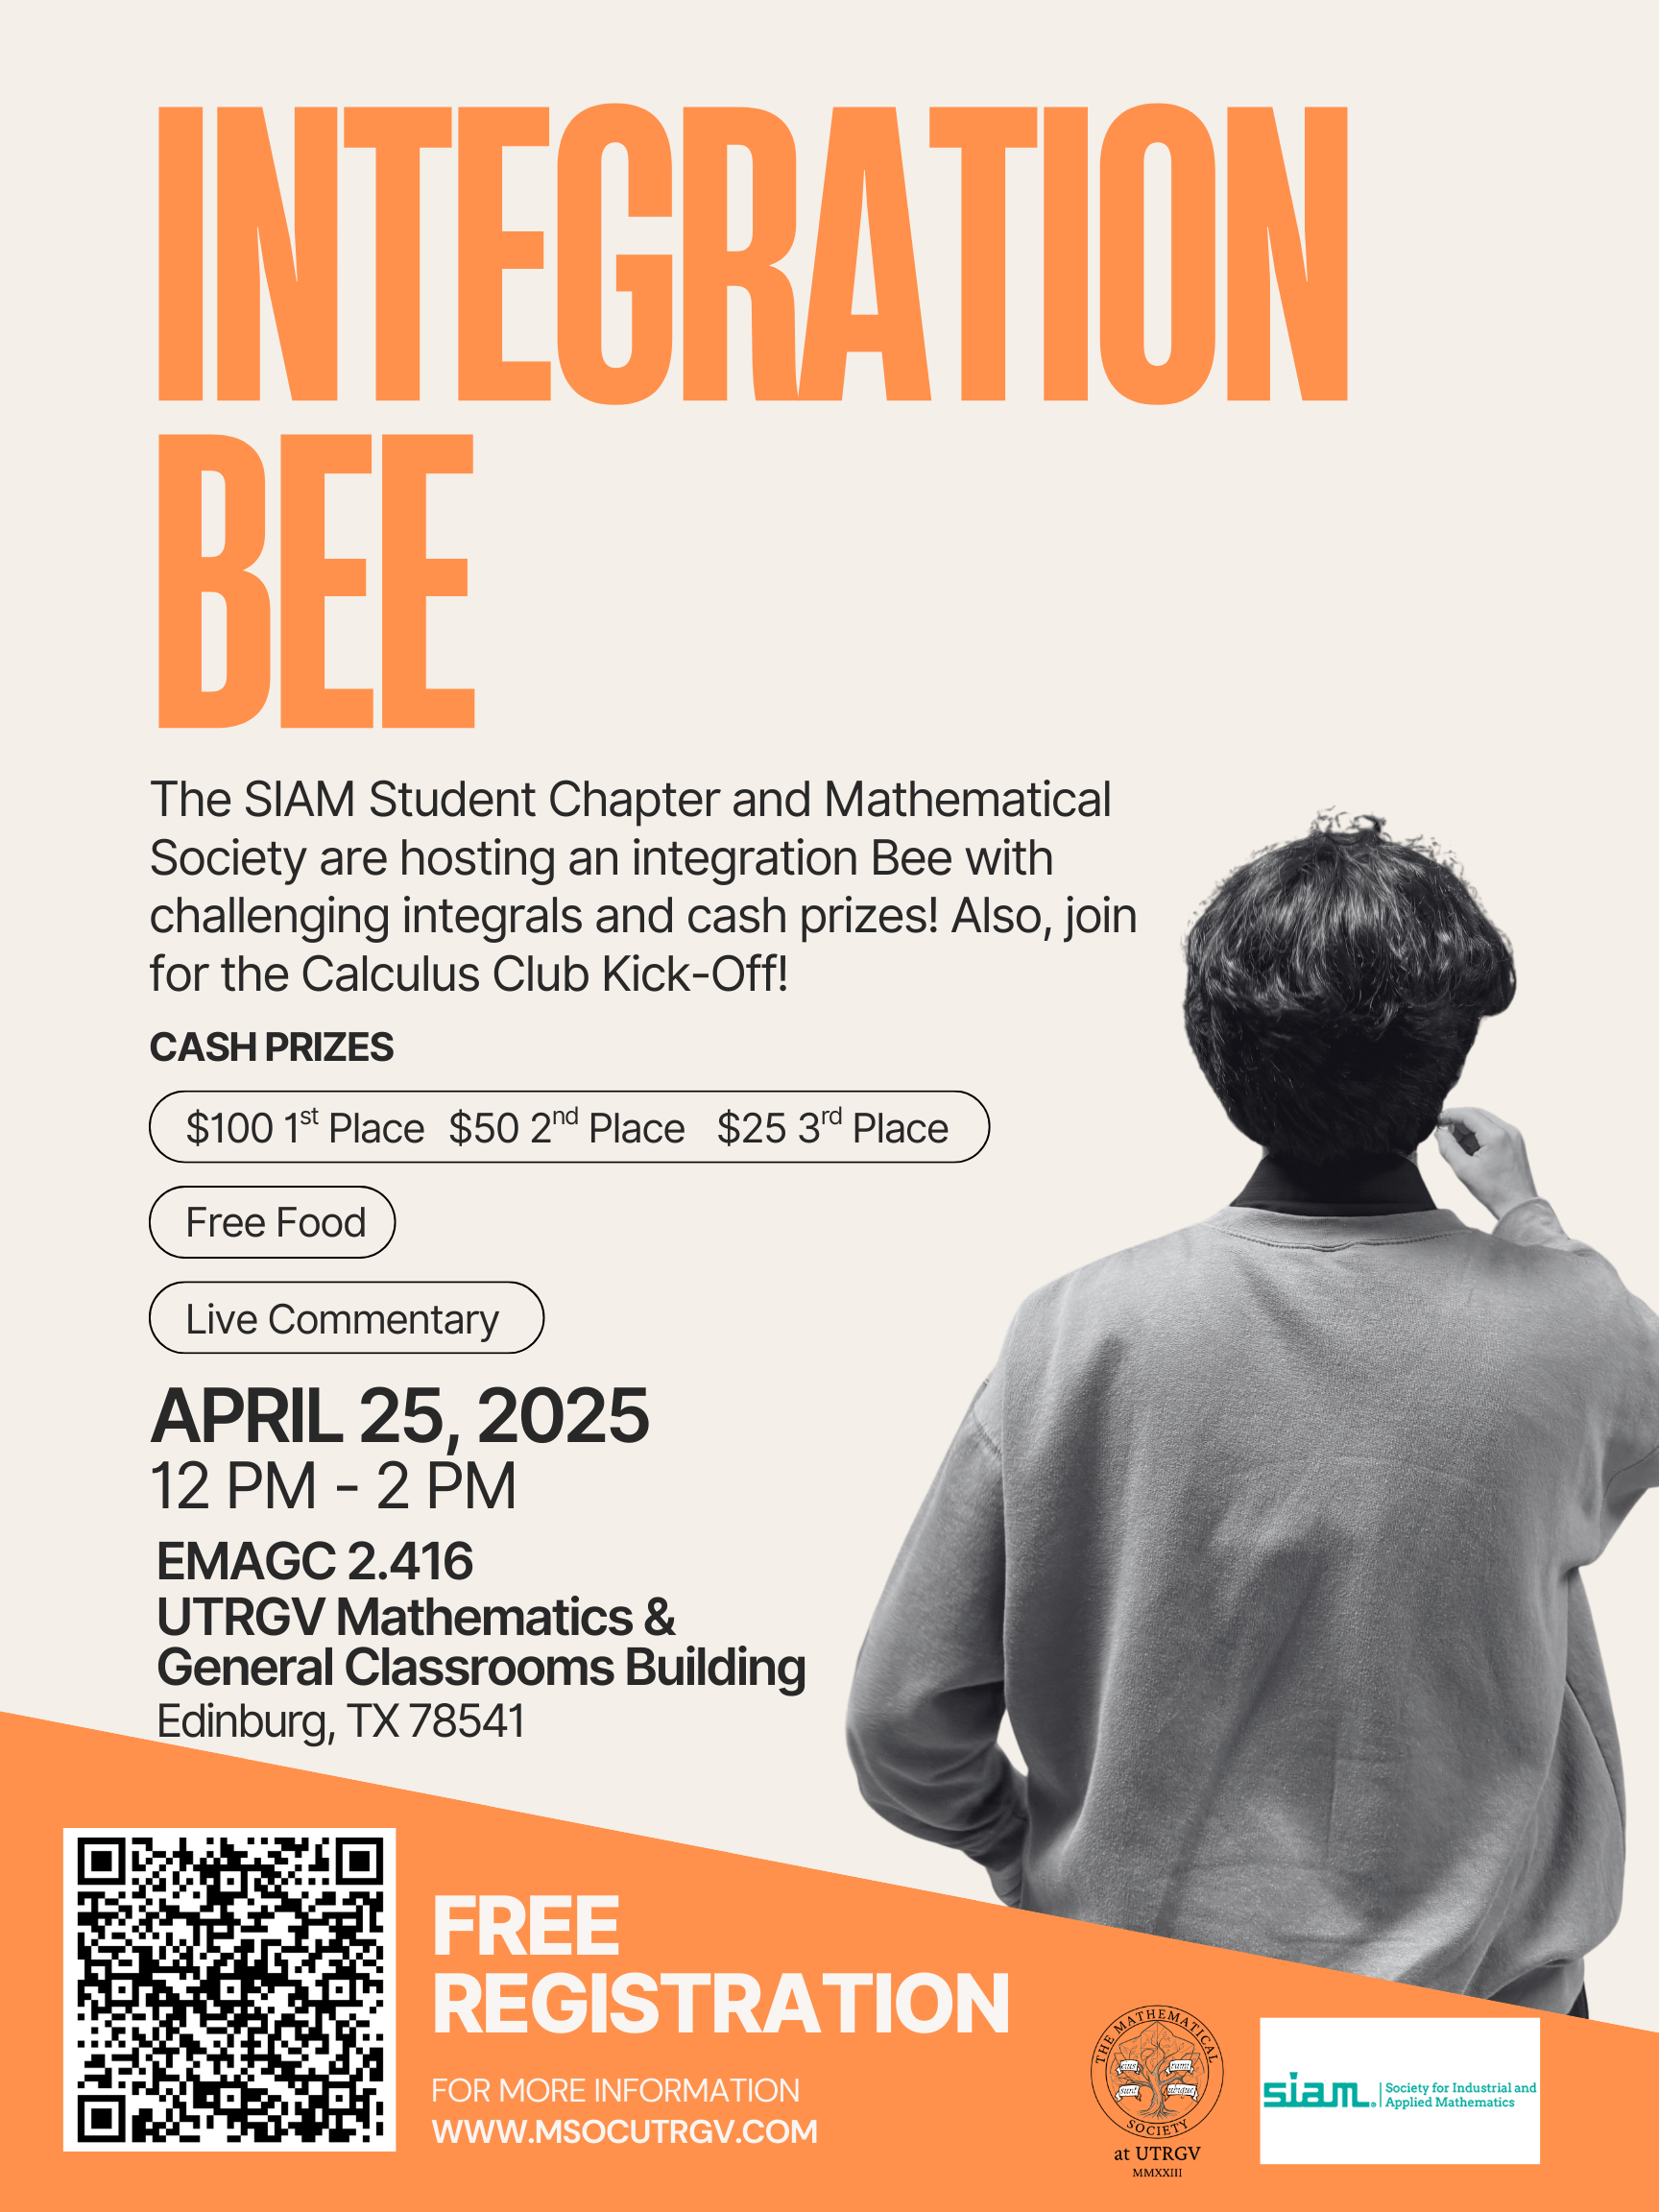 INTEGRATION
BEE
The SIAM Student Chapter and Mathematical
Society are hosting an integration Bee with
challenging integrals and cash prizes! Also, join
for the Calculus Club Kick-Off!
CASH PRIZES
$100 1st Place $50 2nd Place $25 3rd Place
Free Food
Live Commentary
APRIL 25, 2025
12 PM - 2 PM
EMAGC 2.416
UTRGV Mathematics &
General Classrooms Building
Edinburg, TX 78541
FREE
REGISTRATION
FOR MORE INFORMATION
WWW.MSOCUTRGV.COM
THE MATHEMATICAL
eius rami
sunt ubique
SOCIETY
at UTRGV
MMXXIII
siam.
Society for Industrial and
Applied Mathematics